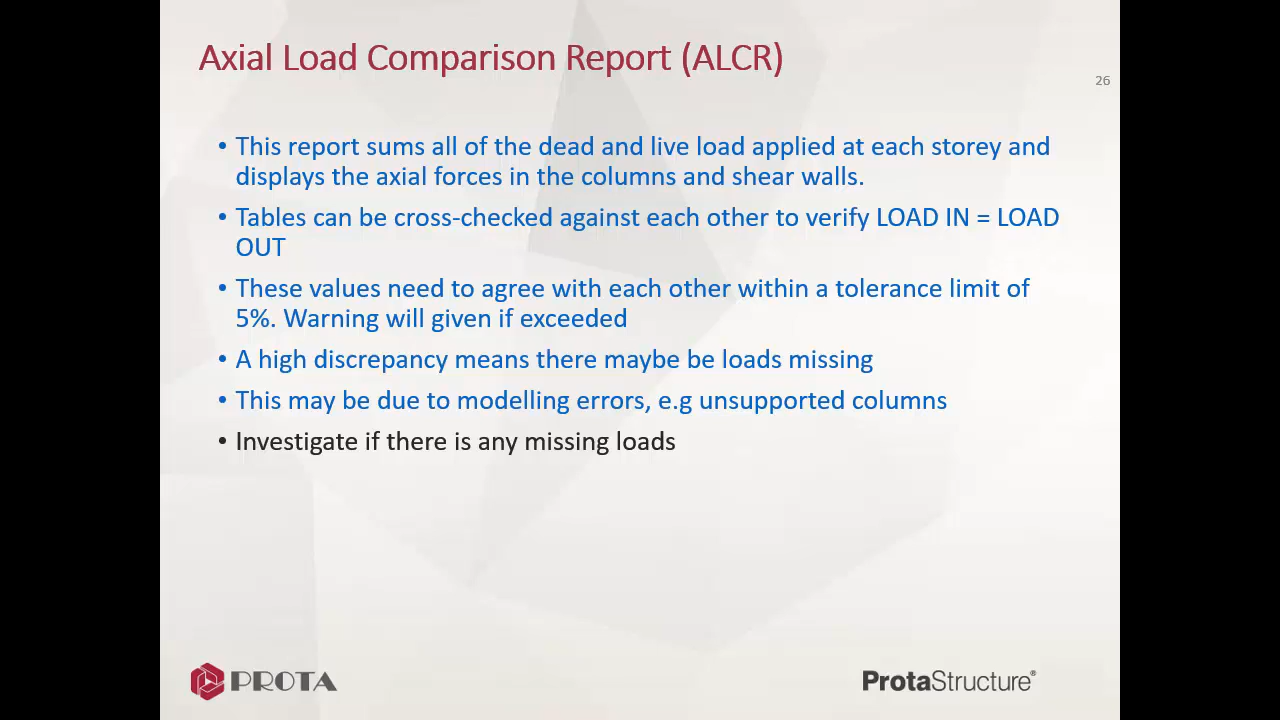 Axial Load Comparison Report (ALCR)
26
• This report sums all of the dead and live load applied at each storey and
displays the axial forces in the columns and shear walls.
• Tables can be cross-checked against each other to verify LOAD IN = LOAD
OUT
• These values need to agree with each other within a tolerance limit of
5%. Warning will given if exceeded
• A high discrepancy means there maybe be loads missing
• This may be due to modelling errors, e.g unsupported columns
• Investigate if there is any missing loads
PROTA
ProtaStructure®